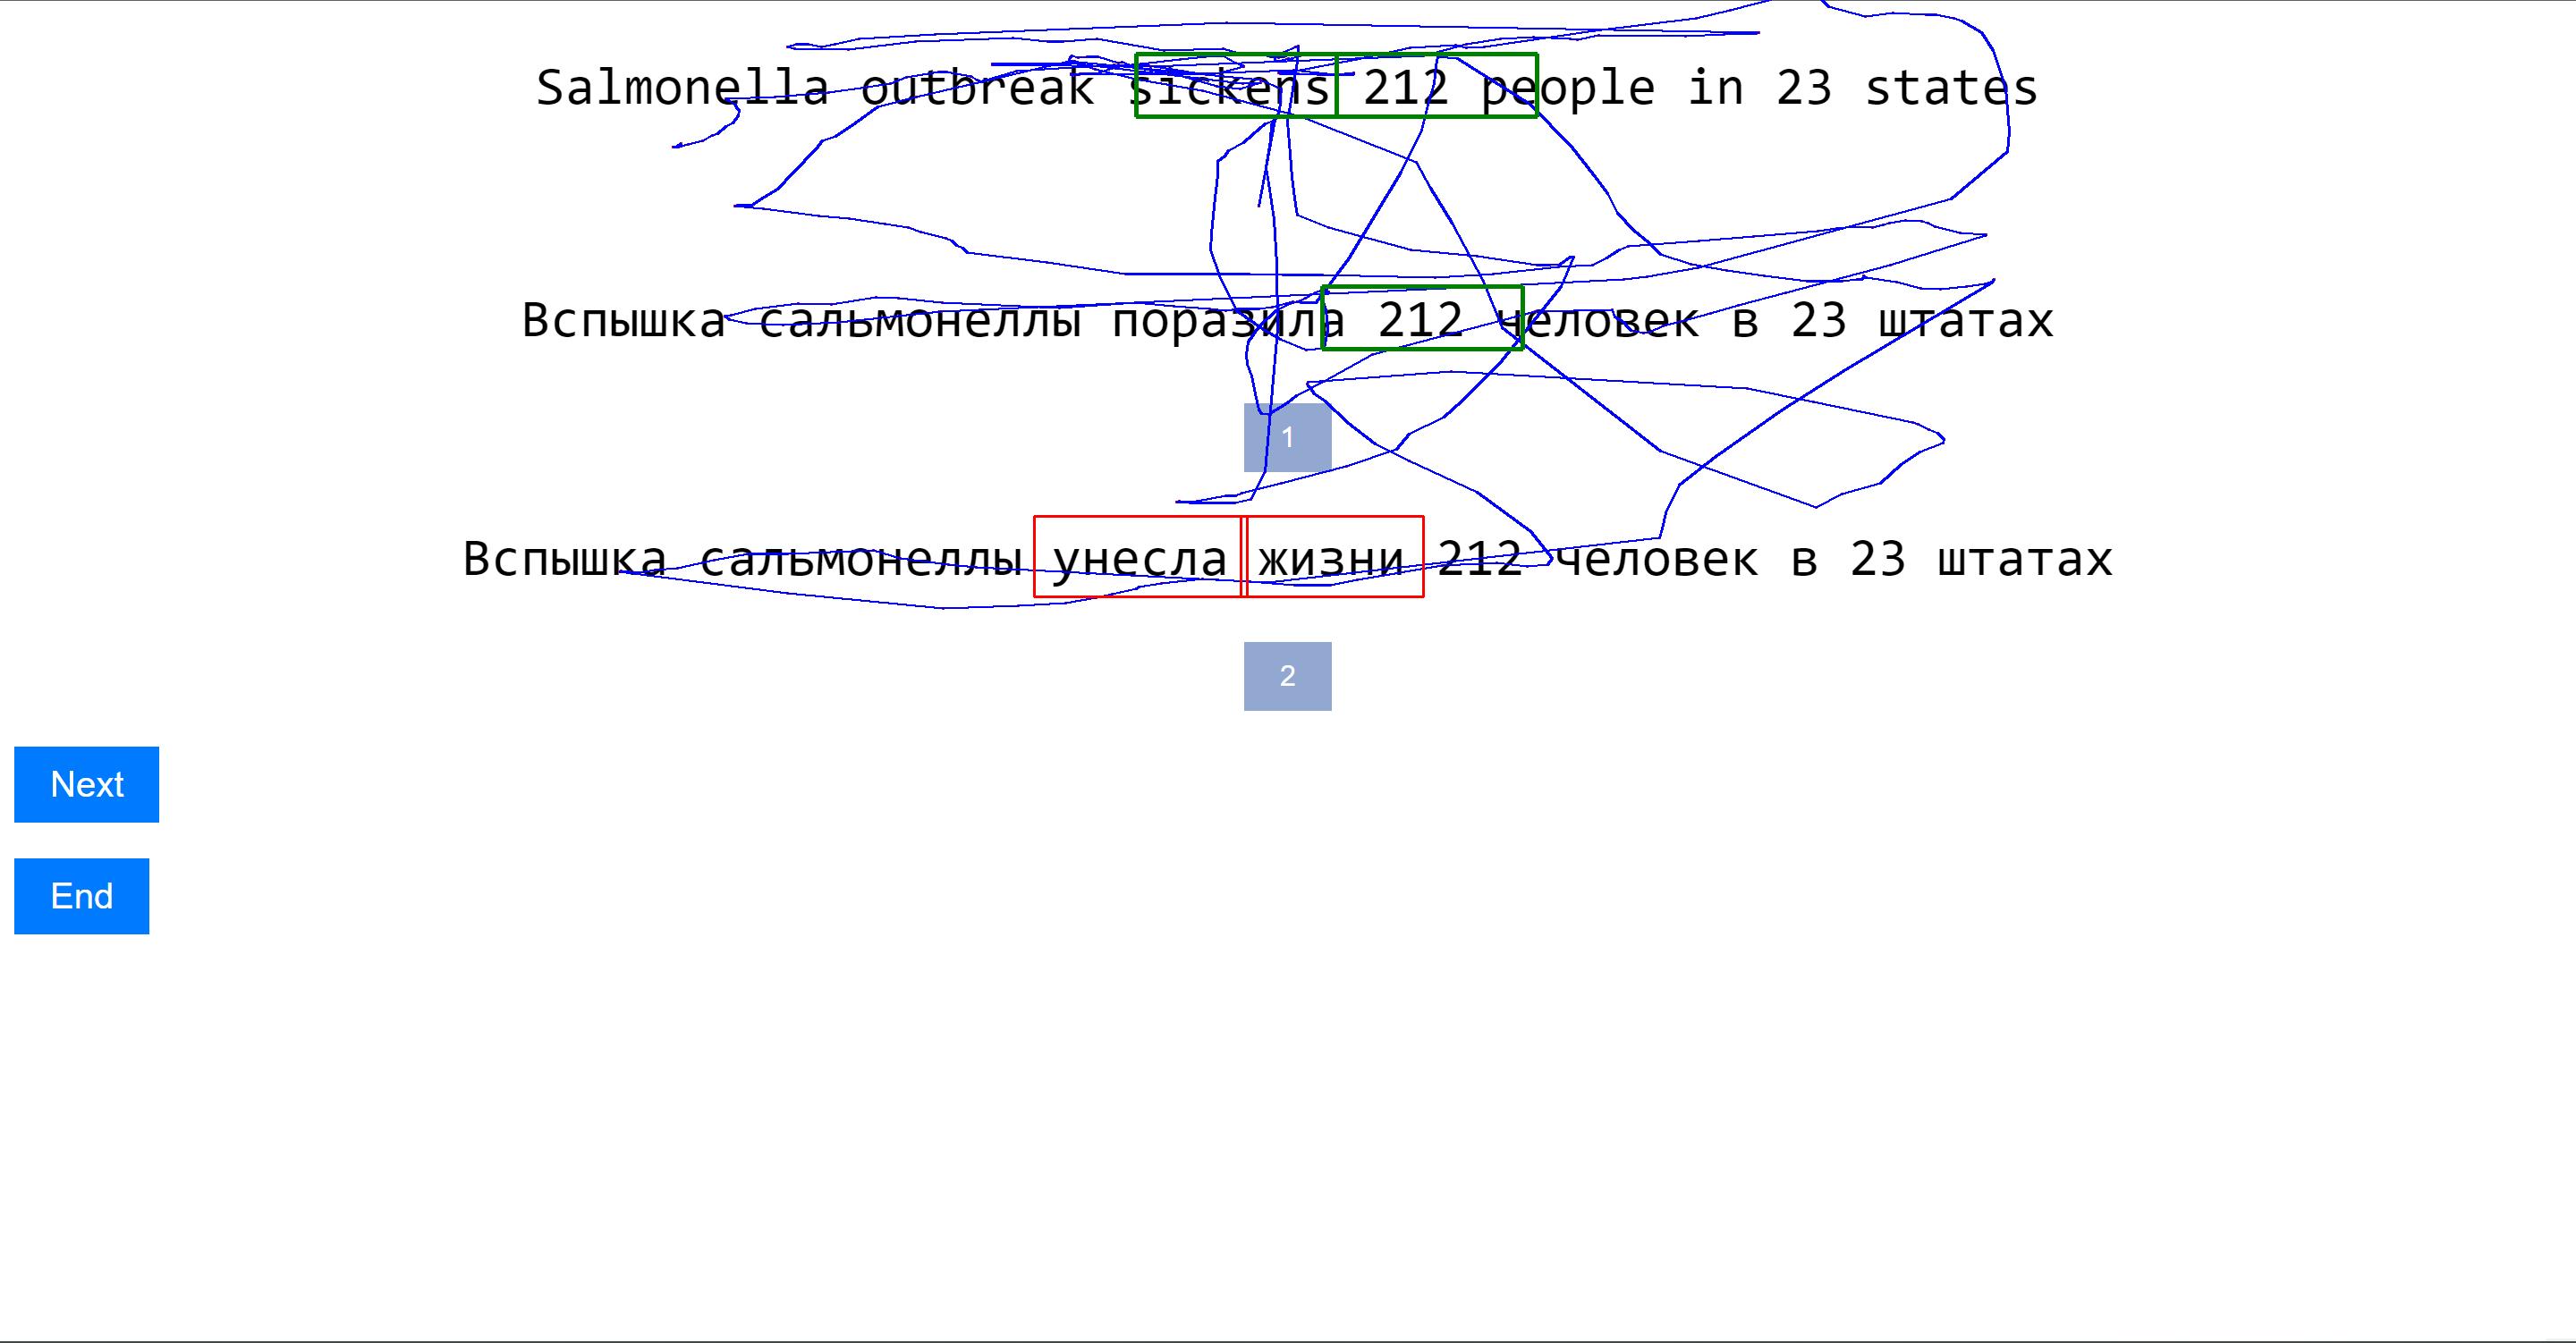 Salmonella outbreak sickens 212 people in 23 states
Вспышка сальмонеллы поразила 212 человек в 23 штатах
1
Вспышка сальмонеллы унесла жизни 212 человек в 23 штатах
2
Next
End